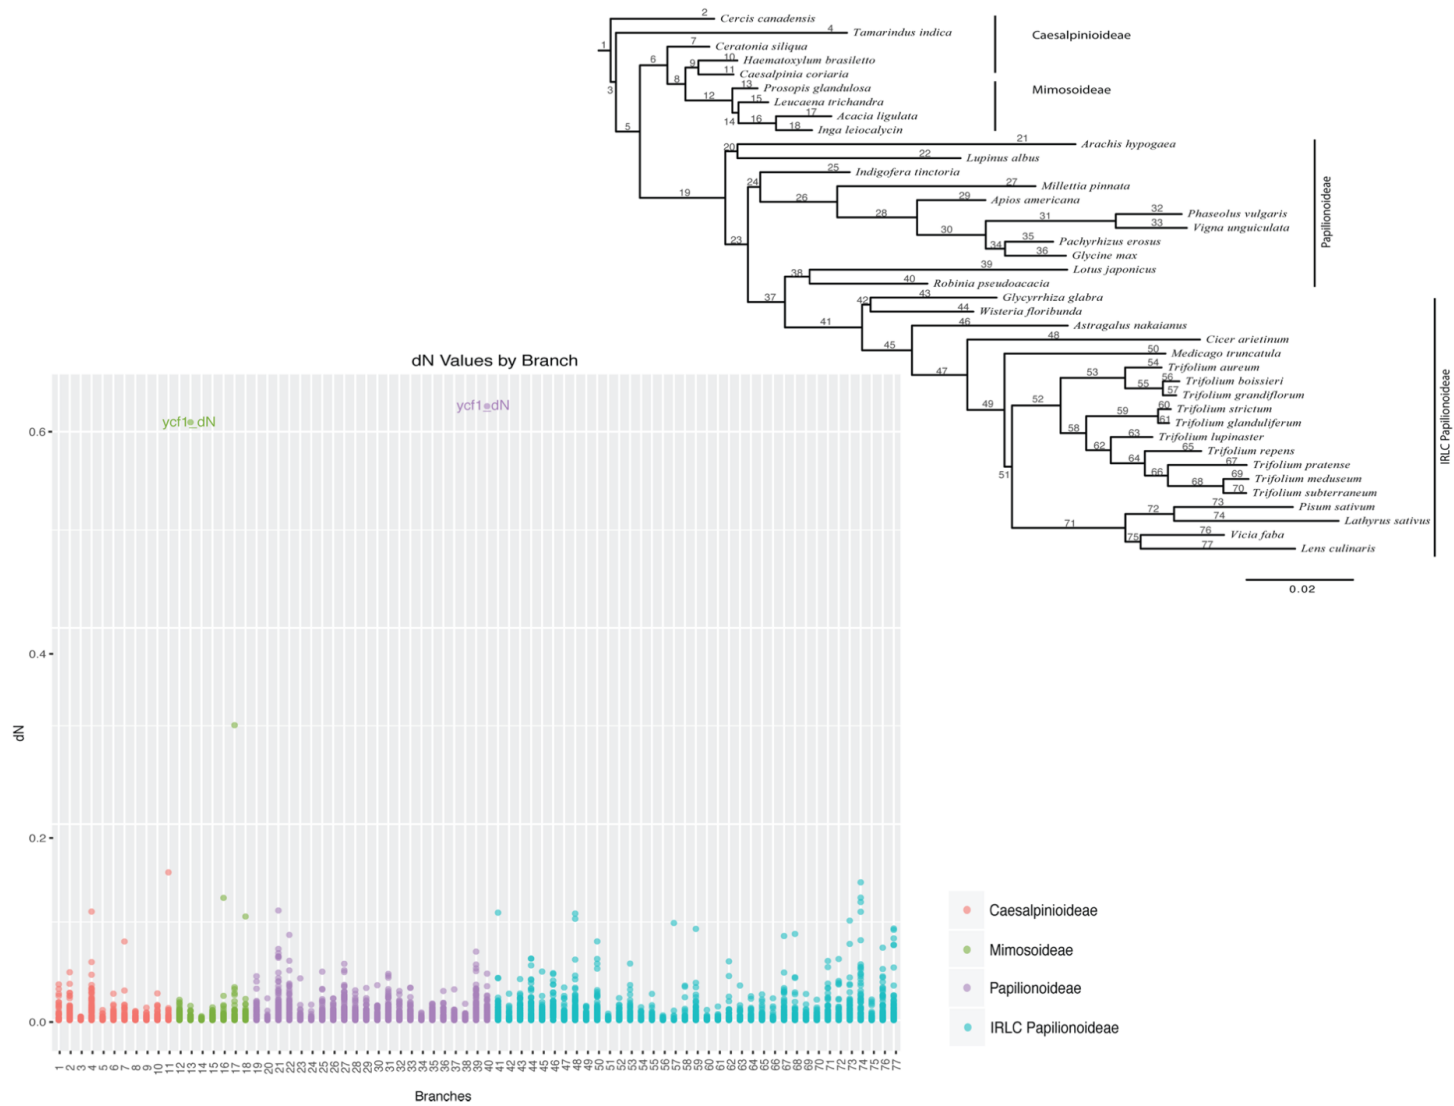 2 Cercis canadensis
4 Tamarindus indica
1
7 Ceratonia siliqua
Caesalpinioideae
6
10 Haematoxylum brasiletto
9
11 Caesalpinia coriaria
8
3
13 Prosopis glandulosa
Mimosoideae
12
15 Leucaena trichandra
17 Acacia ligulata
14 16
5
18 Inga leiocalycin
21 Arachis hypogaea
20
22 Lupinus albus
25 Indigofera tinctoria
24
27 Millettia pinnata
19
26
29 Apios americana
28
32 Phaseolus vulgaris
31
33 Vigna unguiculata
30
35 Pachyrhizus erosus
23
34
36 Glycine max
Papilionoideae
39 Lotus japonicus
38
40 Robinia pseudoacacia
37
43 Glycyrrhiza glabra
42
44 Wisteria floribunda
41
46 Astragalus nakaianus
48 Cicer arietinum
45
50 Medicago truncatula
54 Trifolium aureum
47
53
56 Trifolium boissieri
55
57 Trifolium grandiflorum
49
52
60 Trifolium strictum
59
61 Trifolium glanduliferum
58
63 Trifolium lupinaster
62
65 Trifolium repens
64
67 Trifolium pratense
66
69 Trifolium meduseum
51
68
70 Trifolium subterraneum
IRLC Papilionoideae
73 Pisum sativum
72
74 Lathyrus sativus
71
76 Vicia faba
75
77 Lens culinaris
0.02
dN Values by Branch
ycf1_dN
ycf1_dN
0.6
0.4
0.2
0.0
dN
1 2 3 4 5 6 7 8 9 10 11 12 13 14 15 16 17 18 19 20 21 22 23 24 25 26 27 28 29 30 31 32 33 34 35 36 37 38 39 40 41 42 43 44 45 46 47 48 49 50 51 52 53 54 55 56 57 58 59 60 61 62 63 64 65 66 67 68 69 70 71 72 73 74 75 76 77
Branches
Caesalpinioideae
Mimosoideae
Papilionoideae
IRLC Papilionoideae